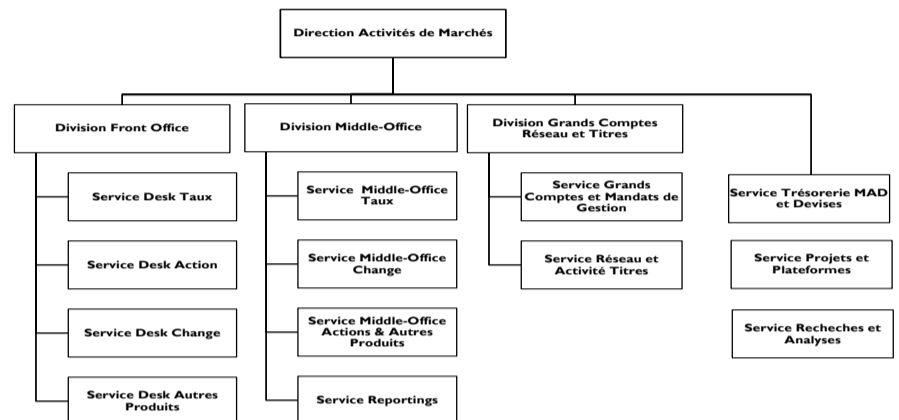 Direction Activités de Marchés
Division Front Office
Service Desk Taux
Service Desk Action
Service Desk Change
Service Desk Autres
Produits
Division Middle-Office
Service Middle-Office
Taux
Service Middle-Office
Change
Service Middle-Office
Actions & Autres
Produits
Service Reportings
Division Grands Comptes
Réseau et Titres
Service Grands
Comptes et Mandats de
Gestion
Service Réseau et
Activité Titres
Service Trésorerie MAD
et Devises
Service Projets et
Plateformes
Service Recheches et
Analyses